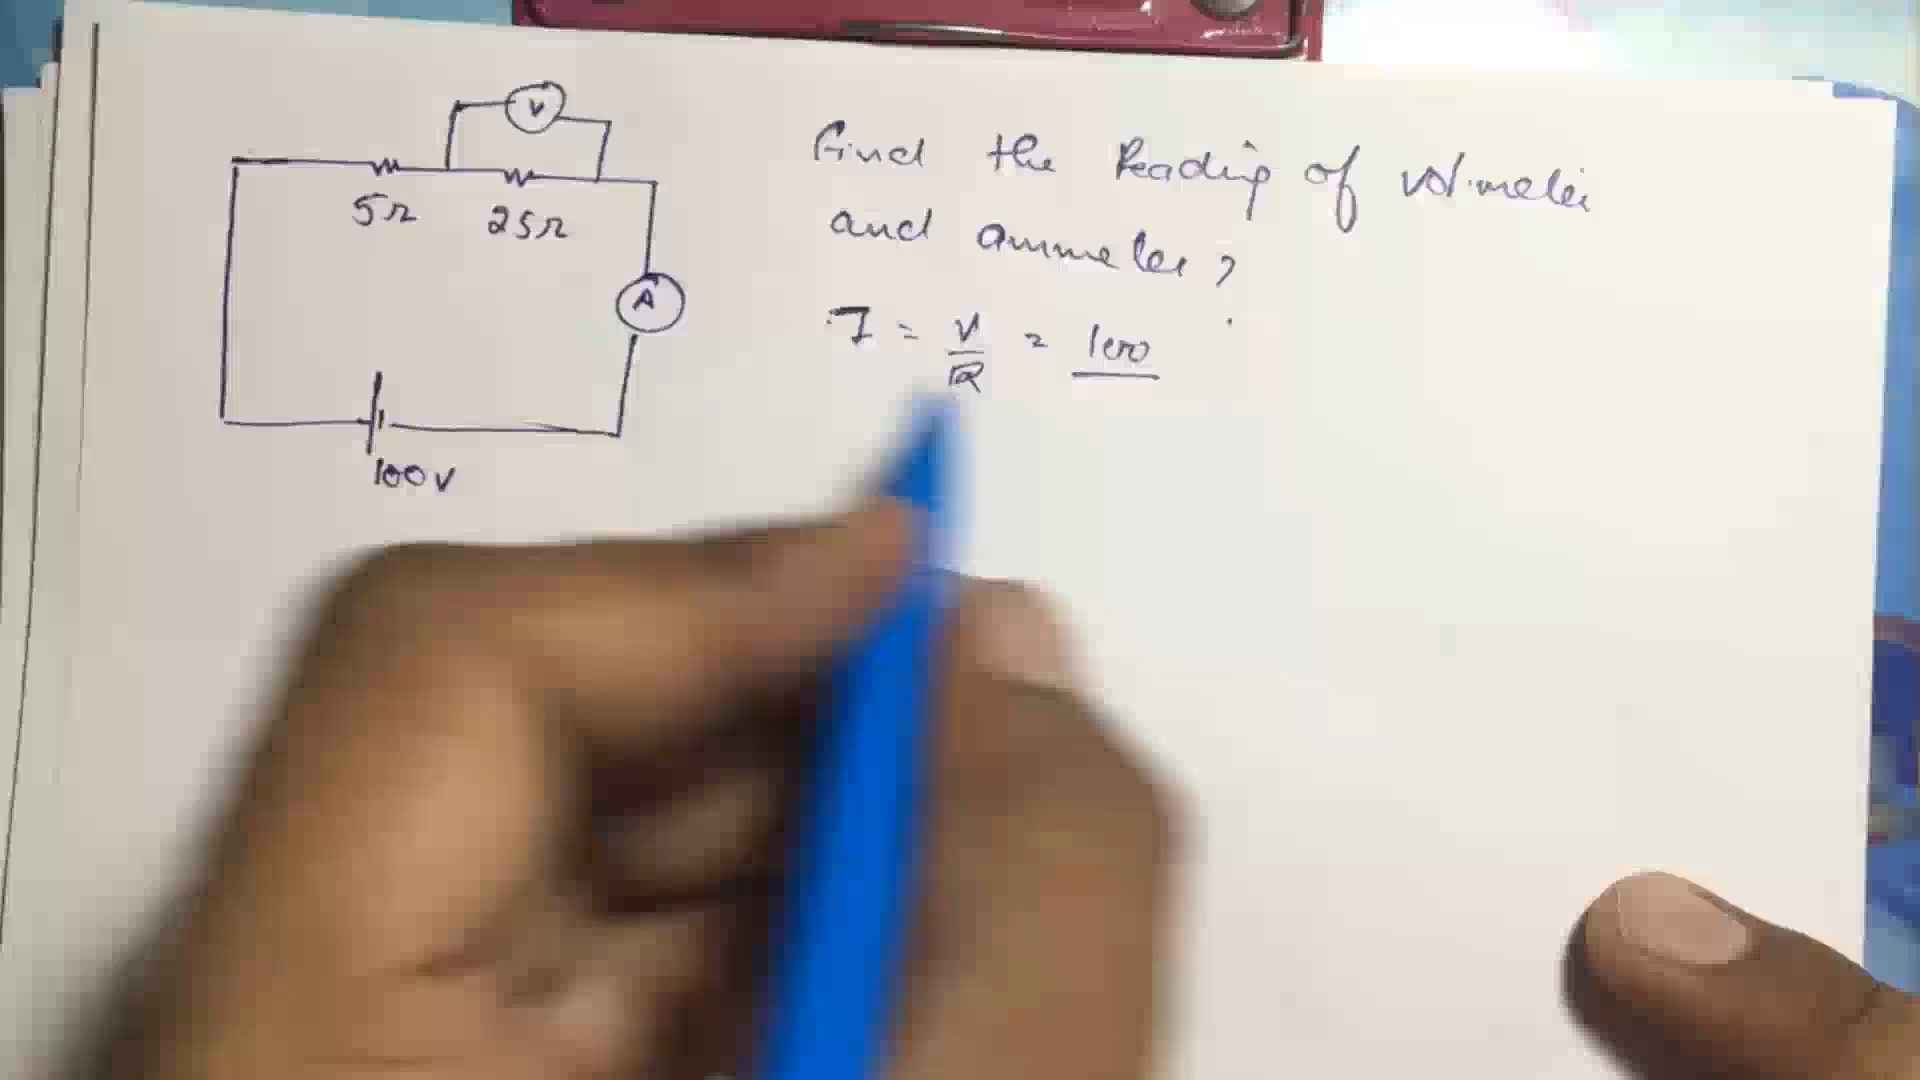 V
5Ω 25Ω
A
100V
Find the Reading of voltmeter
and ammeter ?
I = V/R = 100